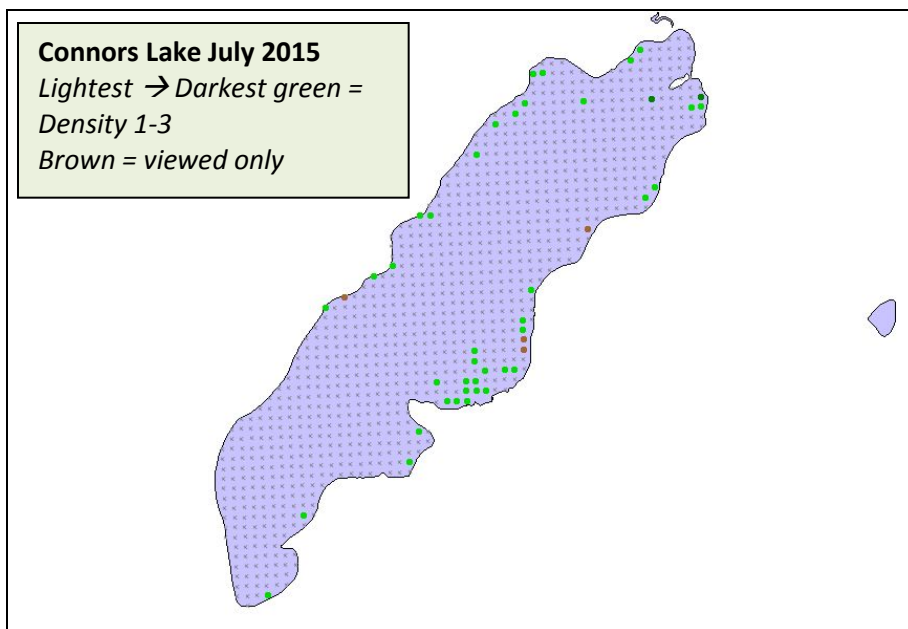 Connors Lake July 2015
Lightest → Darkest green =
Density 1-3
Brown = viewed only